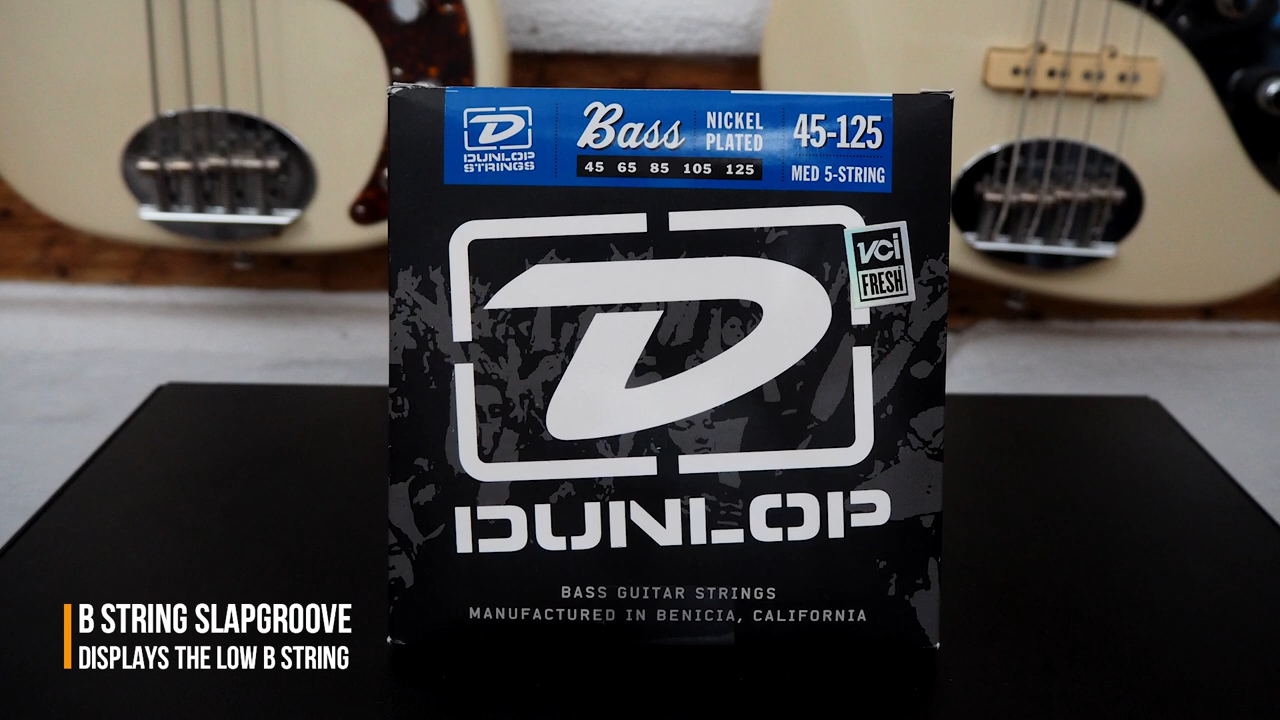 DUNLOP
STRINGS
Bass
NICKEL
PLATED
45 65 85 105 125
45-125
MED 5-STRING
VCI
FRESH
DUNLOP
BASS GUITAR STRINGS
MANUFACTURED IN BENICIA, CALIFORNIA
B STRING SLAPGROOVE
DISPLAYS THE LOW B STRING